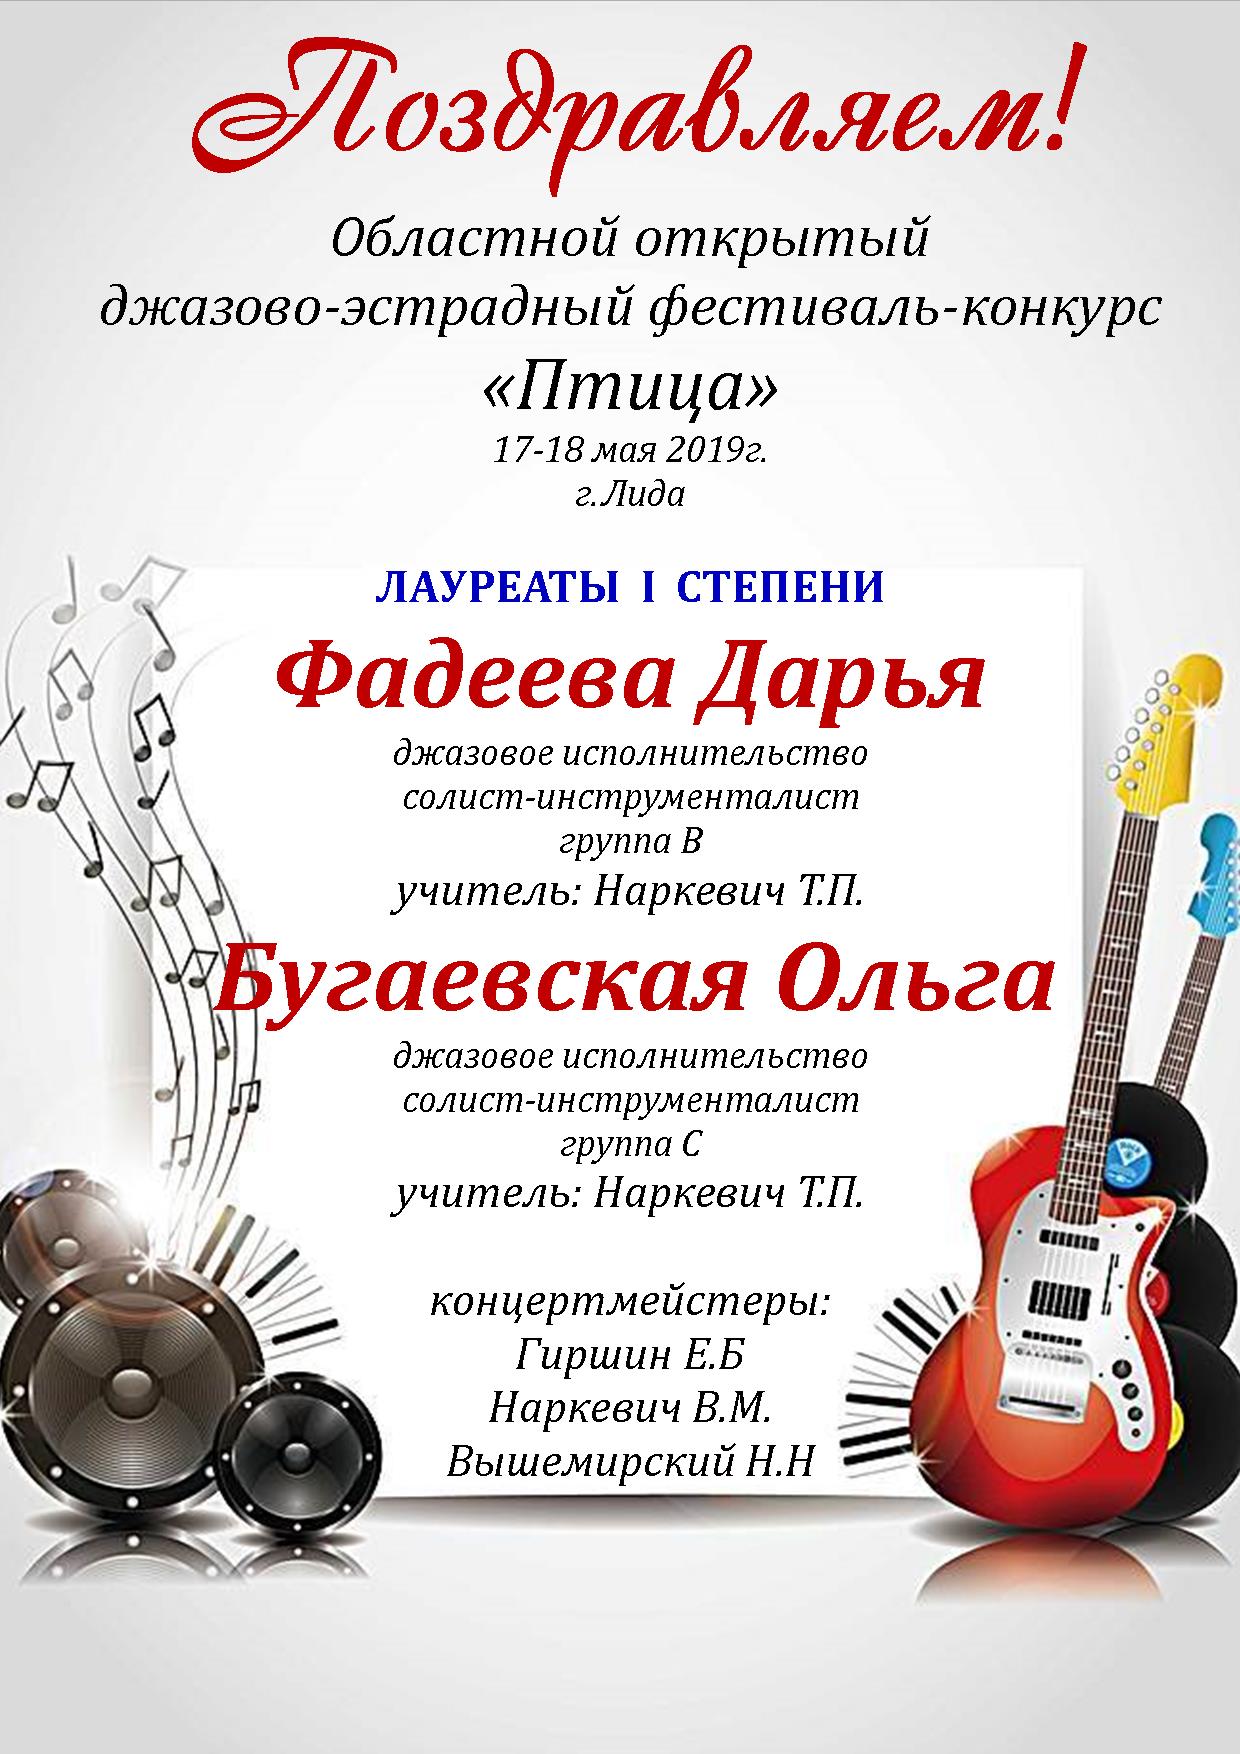 Поздравляем!
Областной открытый
джазово-эстрадный фестиваль-конкурс
«Птица»
17-18 мая 2019г.
г.Лида
ЛАУРЕАТЫ I СТЕПЕНИ
Фадеева Дарья
джазовое исполнительство
солист-инструменталист
группа В
учитель: Наркевич Т.П.
Бугаевская Ольга
джазовое исполнительство
солист-инструменталист
группа С
учитель: Наркевич Т.П.
концертмейстеры:
Гиршин Е.Б
Наркевич В.М.
Вышемирский Н.Н